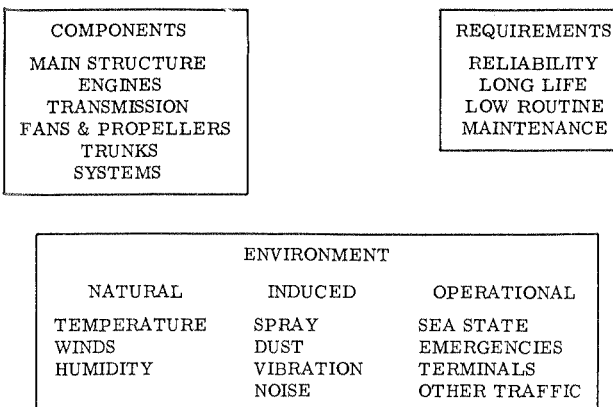 COMPONENTS
MAIN STRUCTURE
ENGINES
TRANSMISSION
FANS & PROPELLERS
TRUNKS
SYSTEMS
REQUIREMENTS
RELIABILITY
LONG LIFE
LOW ROUTINE
MAINTENANCE
ENVIRONMENT
NATURAL INDUCED OPERATIONAL
TEMPERATURE SPRAY SEA STATE
WINDS DUST EMERGENCIES
HUMIDITY VIBRATION TERMINALS
NOISE OTHER TRAFFIC